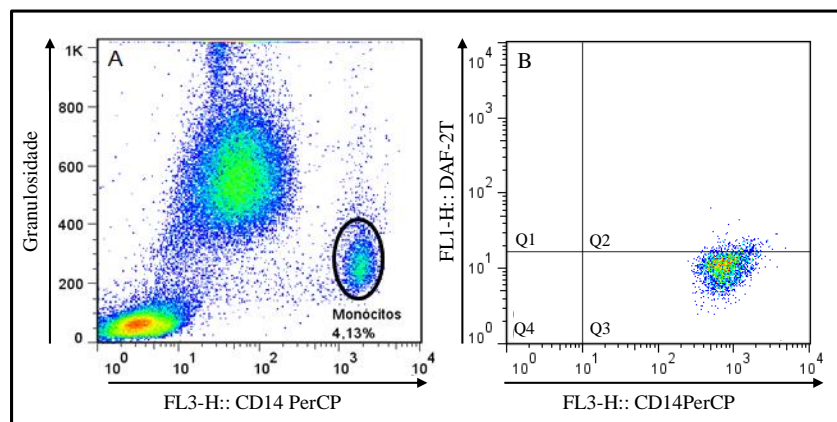 A
Granulosidade
1K
800
600
400
200
0
Monócitos
4,13%
10^0
10^1
10^2
10^3
10^4
FL3-H:: CD14 PerCP
B
FL1-H:: DAF-2T
10^4
10^3
10^2
10^1
10^0
Q1
Q2
Q4
Q3
10^0
10^1
10^2
10^3
10^4
FL3-H:: CD14PerCP